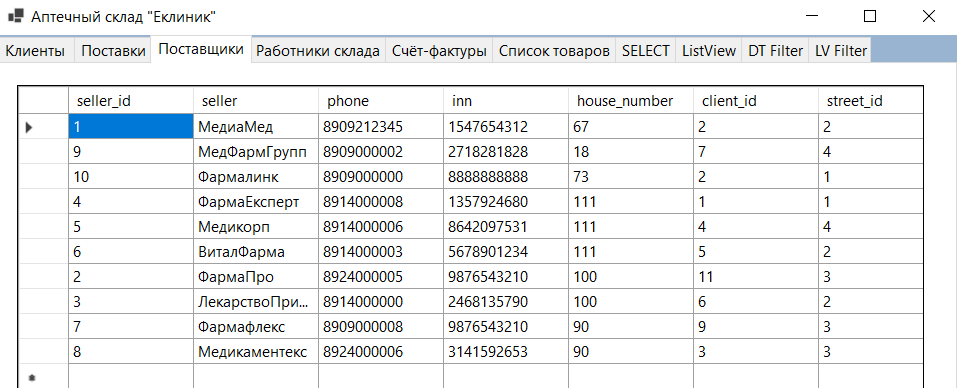 Аптечный склад "Еклиник"
Клиенты Поставки Поставщики Работники склада Счёт-фактуры Список товаров SELECT ListView DT Filter LV Filter
seller_id seller phone inn house_number client_id street_id
1 МедиаМед 8909212345 1547654312 67 2 2
9 МедФармГрупп 8909000002 2718281828 18 7 4
10 Фармалинк 8909000000 8888888888 73 2 1
4 ФармаЕксперт 8914000008 1357924680 111 1 1
5 Медикорп 8914000006 8642097531 111 4 4
6 ВиталФарма 8914000003 5678901234 111 5 2
2 ФармаПро 8924000005 9876543210 100 11 3
3 ЛекарствоПри... 8914000000 2468135790 100 6 2
7 Фармафлекс 8909000008 9876543210 90 9 3
8 Медикаментекс 8924000006 3141592653 90 3 3